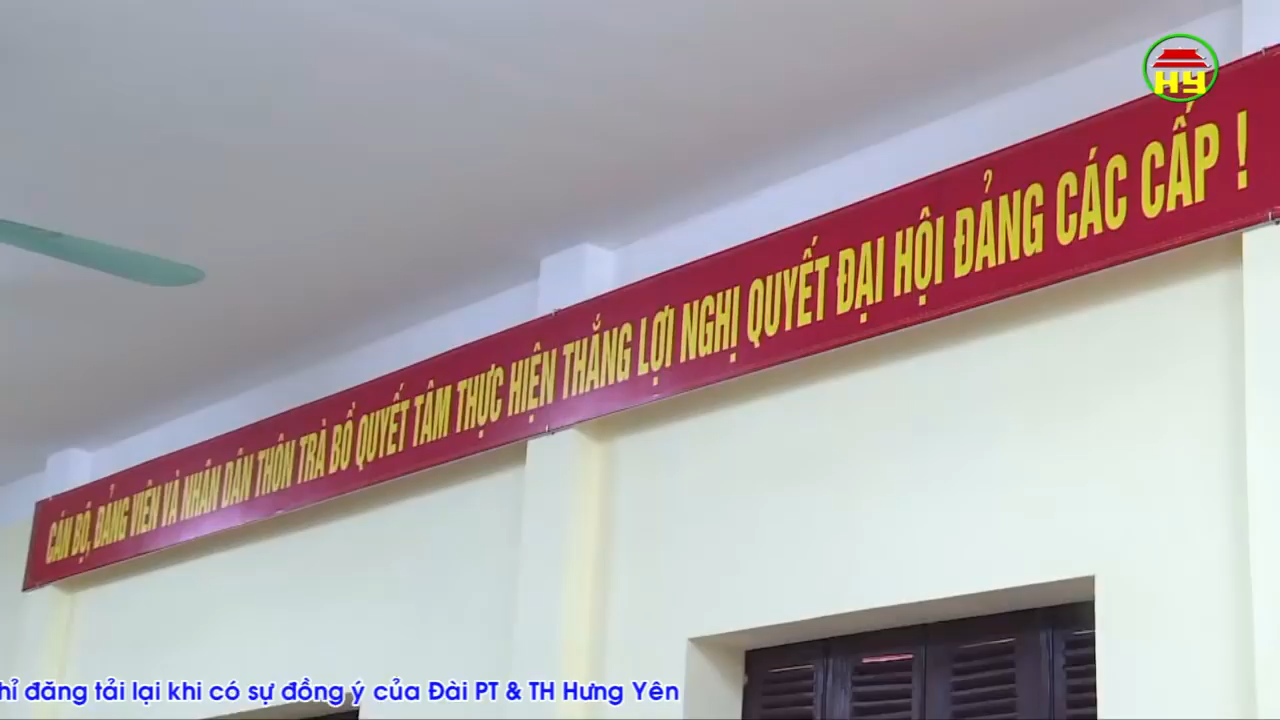 HY
CÁN BỘ, ĐẢNG VIÊN VÀ NHÂN DÂN THÔN TRÀ BỒ QUYẾT TÂM THỰC HIỆN THẮNG LỢI NGHỊ QUYẾT ĐẠI HỘI ĐẢNG CÁC CẤP !
hỉ đăng tải lại khi có sự đồng ý của Đài PT & TH Hưng Yên